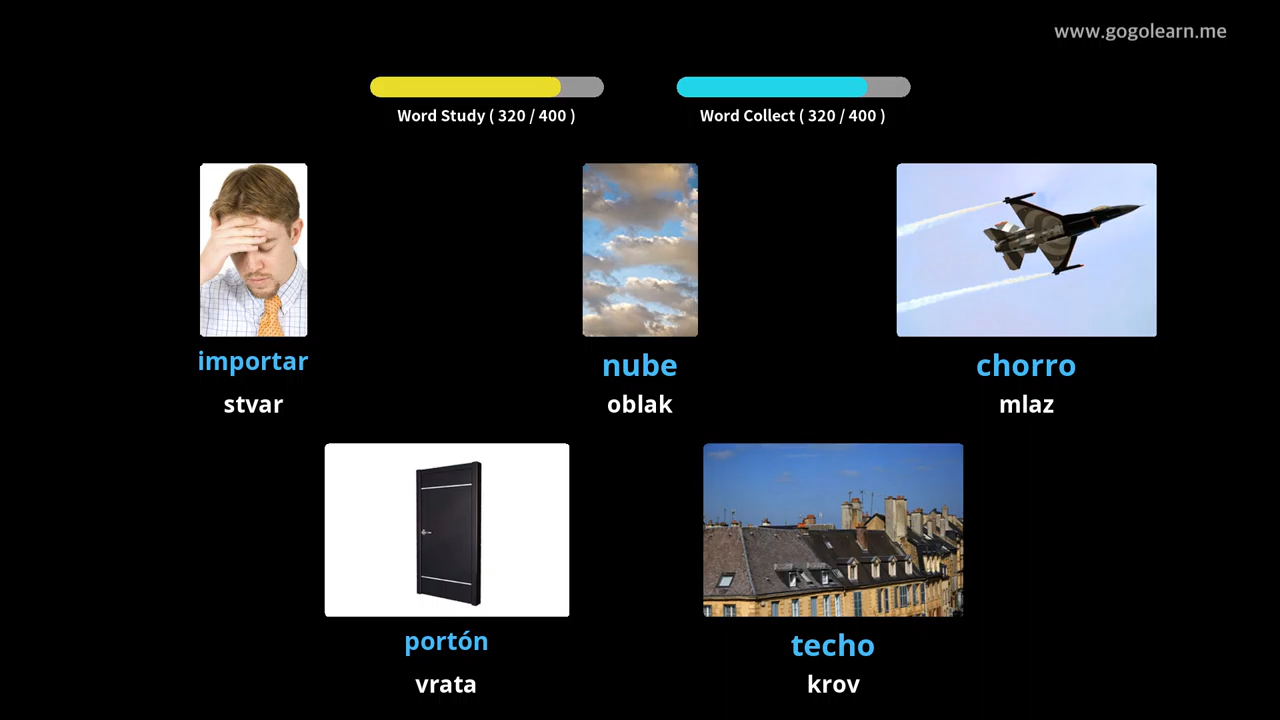 www.gogolearn.me
Word Study ( 320 / 400 )
Word Collect ( 320 / 400 )
importar
stvar
nube
oblak
chorro
mlaz
portón
vrata
techo
krov